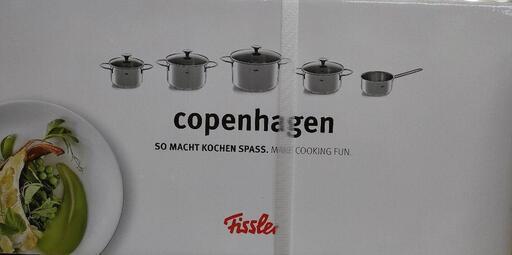 copenhagen
SO MACHT KOCHEN SPASS. MAKE COOKING FUN.
Fissler